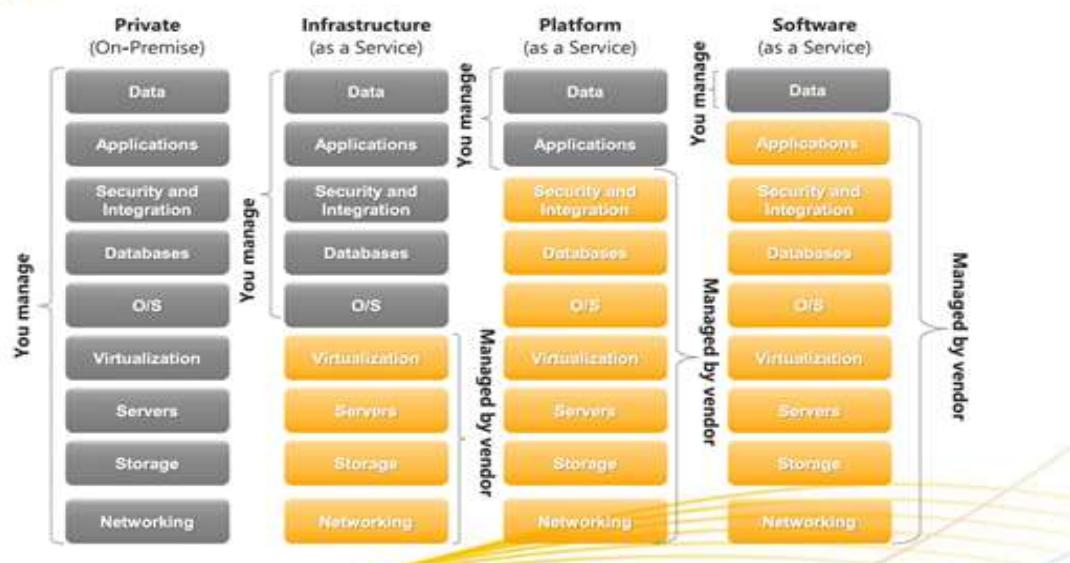 Private
(On-Premise)
You manage
Data
Applications
Security and
Integration
Databases
O/S
Virtualization
Servers
Storage
Networking
Infrastructure
(as a Service)
You manage
Data
Applications
Security and
Integration
Databases
O/S
Virtualization
Servers
Storage
Networking
Managed by vendor
Platform
(as a Service)
You manage
Data
Applications
Security and
Integration
Databases
O/S
Virtualization
Servers
Storage
Networking
Managed by vendor
Software
(as a Service)
You manage
Data
Applications
Security and
Integration
Databases
O/S
Virtualization
Servers
Storage
Networking
Managed by vendor